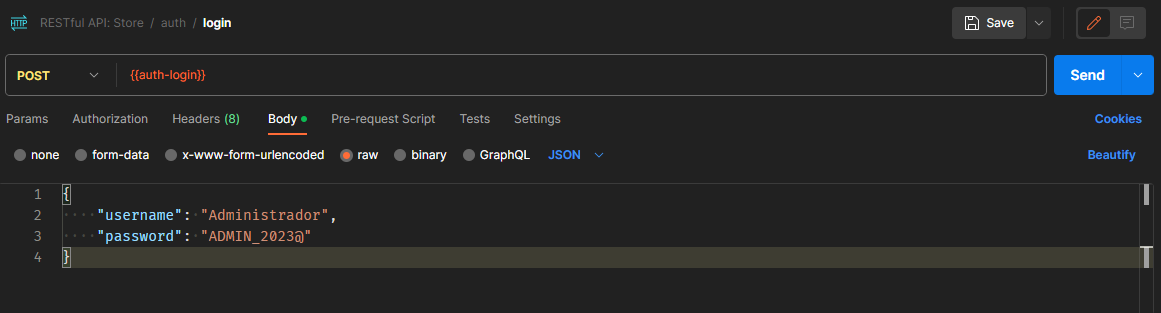 HTTP RESTful API: Store / auth / login Save
POST {{auth-login}} Send
Params Authorization Headers (8) Body Pre-request Script Tests Settings Cookies
none form-data x-www-form-urlencoded raw binary GraphQL JSON Beautify
1 {
2 "username": "Administrador",
3 "password": "ADMIN_2023@"
4 }